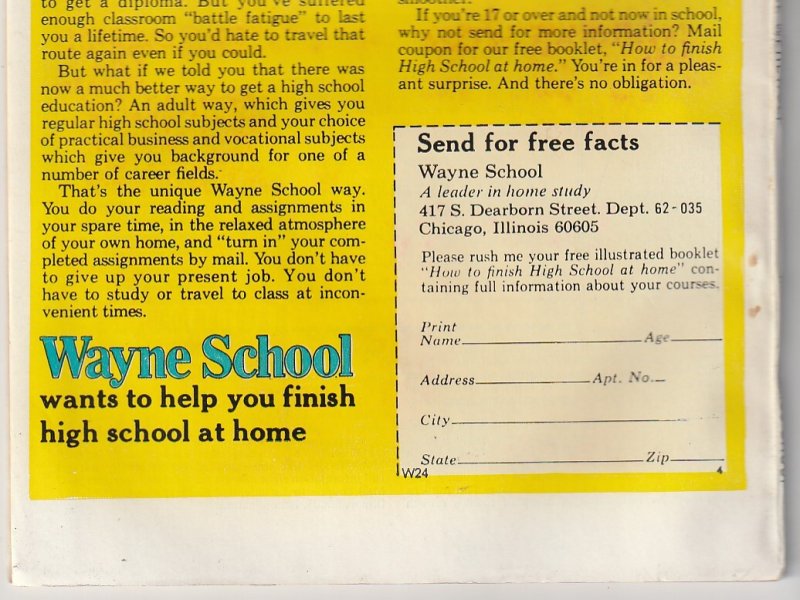 to get a diploma. But you've suffered
enough classroom "battle fatigue" to last
you a lifetime. So you'd hate to travel that
route again even if you could.
But what if we told you that there was
now a much better way to get a high school
education? An adult way, which gives you
regular high school subjects and your choice
of practical business and vocational subjects
which give you background for one of a
number of career fields.
That's the unique Wayne School way.
You do your reading and assignments in
your spare time, in the relaxed atmosphere
of your own home, and "turn in" your com-
pleted assignments by mail. You don't have
to give up your present job. You don't
have to study or travel to class at incon-
venient times.
Wayne School
wants to help you finish
high school at home
smoother.
If you're 17 or over and not now in school,
why not send for more information? Mail
coupon for our free booklet, "How to finish
High School at home." You're in for a pleas-
ant surprise. And there's no obligation.
Send for free facts
Wayne School
A leader in home study
417 S. Dearborn Street. Dept. 62-035
Chicago, Illinois 60605
Please rush me your free illustrated booklet
"How to finish High School at home" con-
taining full information about your courses.
Print
Name Age
Address Apt. No.
City
State Zip
W24 4